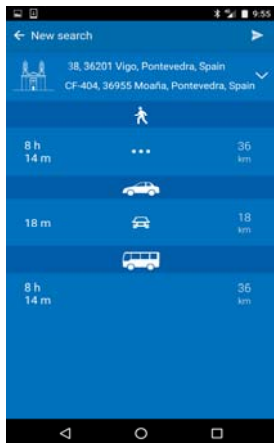 9:55
New search
38, 36201 Vigo, Pontevedra, Spain
CF-404, 36955 Moaña, Pontevedra, Spain
8 h
14 m
36
km
18 m
18
km
8 h
14 m
36
km